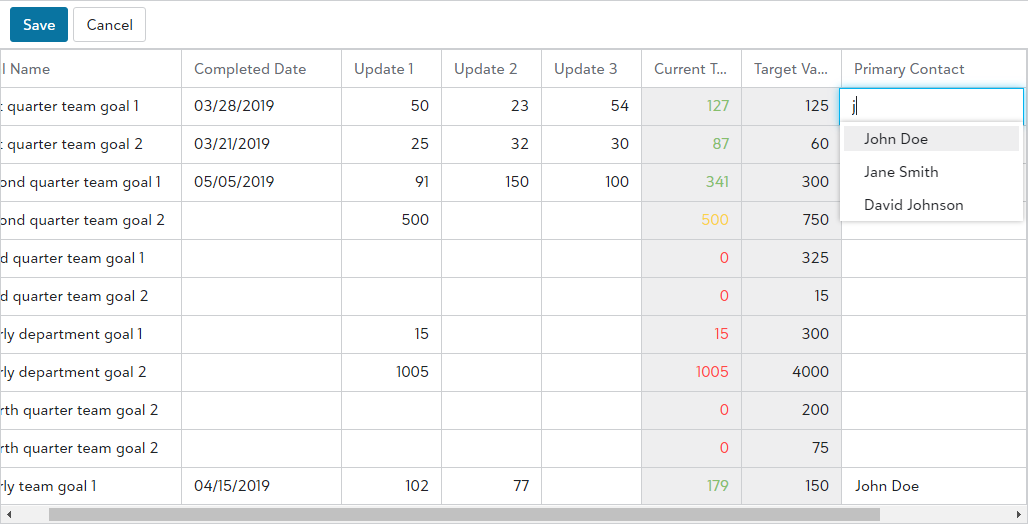 Save Cancel
l Name Completed Date Update 1 Update 2 Update 3 Current T... Target Va... Primary Contact
t quarter team goal 1 03/28/2019 50 23 54 127 125 j
t quarter team goal 2 03/21/2019 25 32 30 87 60
John Doe
ond quarter team goal 1 05/05/2019 91 150 100 341 300
Jane Smith
ond quarter team goal 2 500 500 750
David Johnson
d quarter team goal 1 0 325
d quarter team goal 2 0 15
rly department goal 1 15 15 300
rly department goal 2 1005 1005 4000
rth quarter team goal 2 0 200
rth quarter team goal 2 0 75
rly team goal 1 04/15/2019 102 77 179 150 John Doe